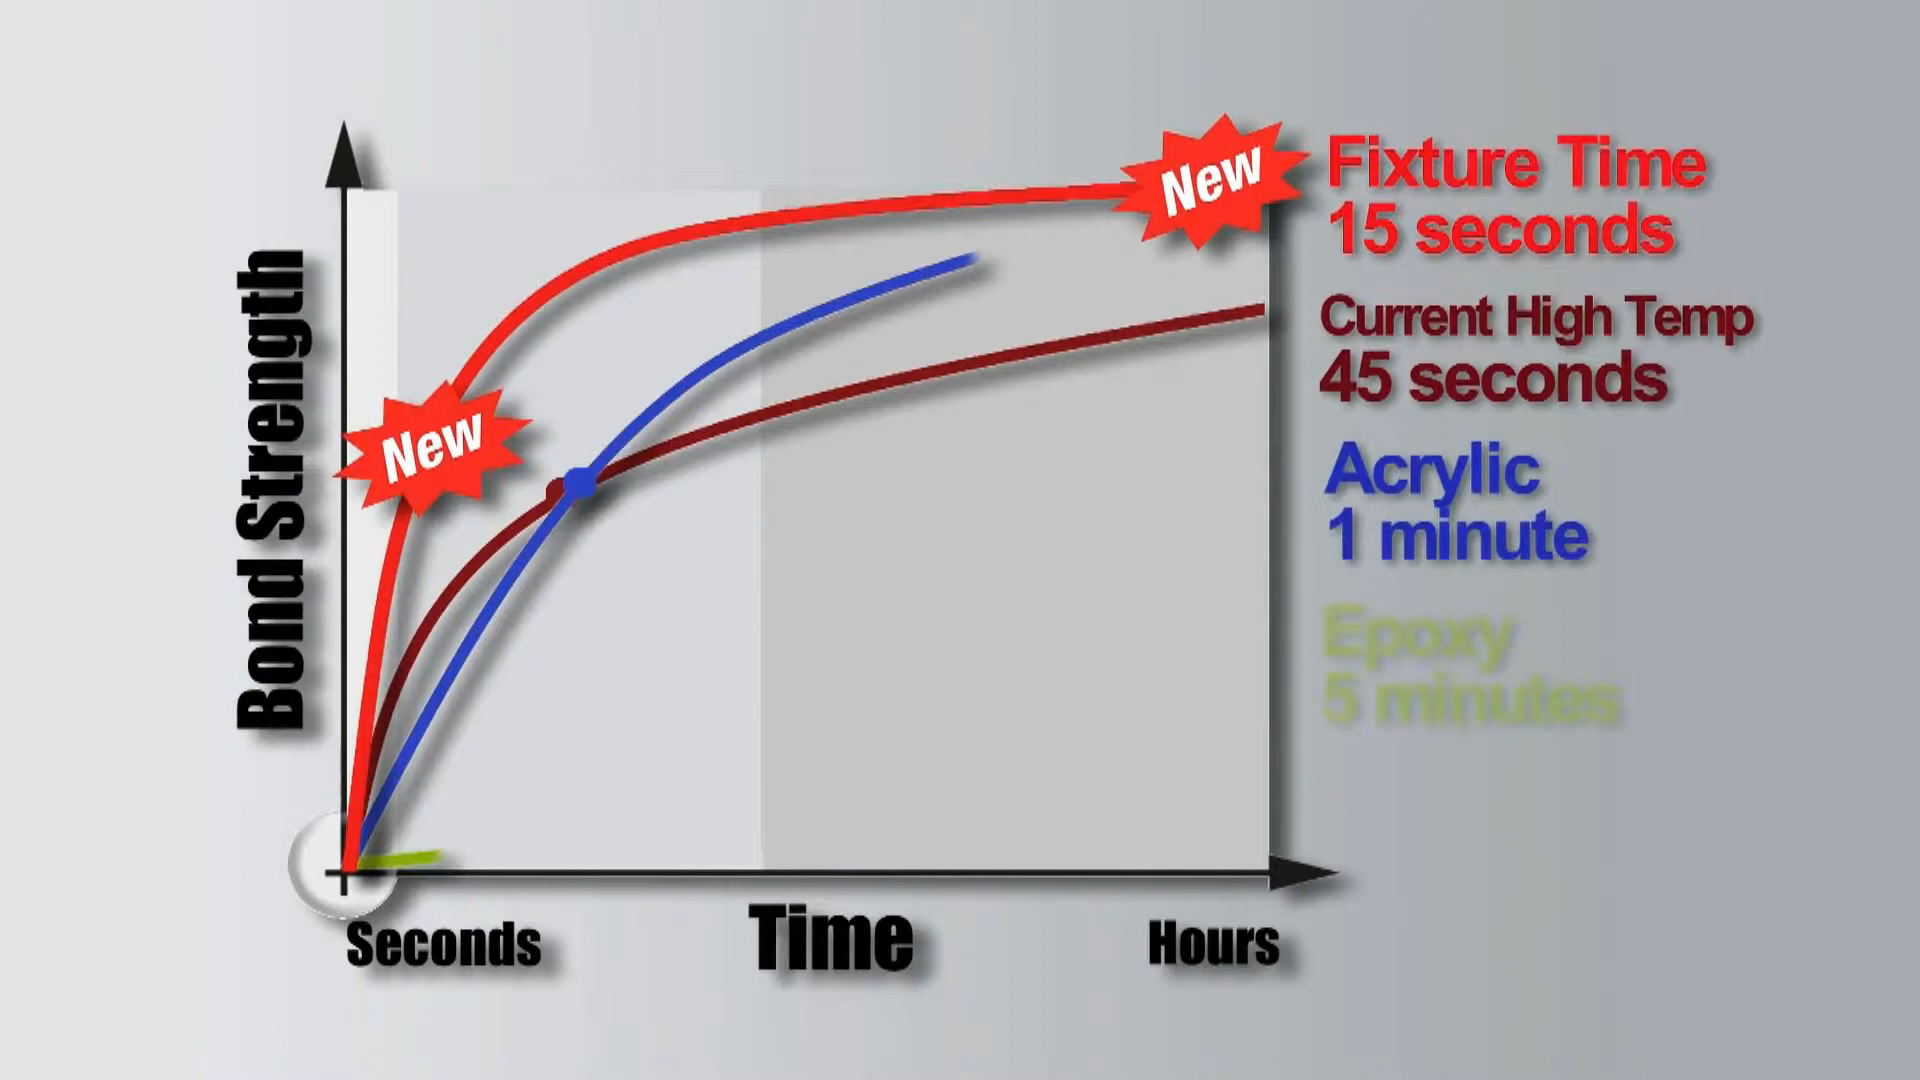 New
Fixture Time
15 seconds
Current High Temp
45 seconds
Acrylic
1 minute
Epoxy
5 minutes
New
Bond Strength
Seconds
Time
Hours